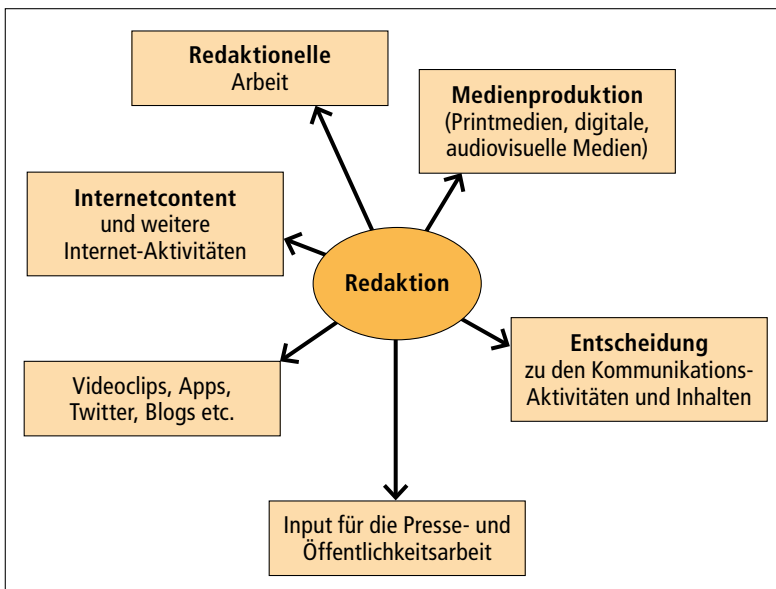 Redaktionelle
Arbeit
Medienproduktion
(Printmedien, digitale,
audiovisuelle Medien)
Internetcontent
und weitere
Internet-Aktivitäten
Redaktion
Entscheidung
zu den Kommunikations-
Aktivitäten und Inhalten
Videoclips, Apps,
Twitter, Blogs etc.
Input für die Presse- und
Öffentlichkeitsarbeit